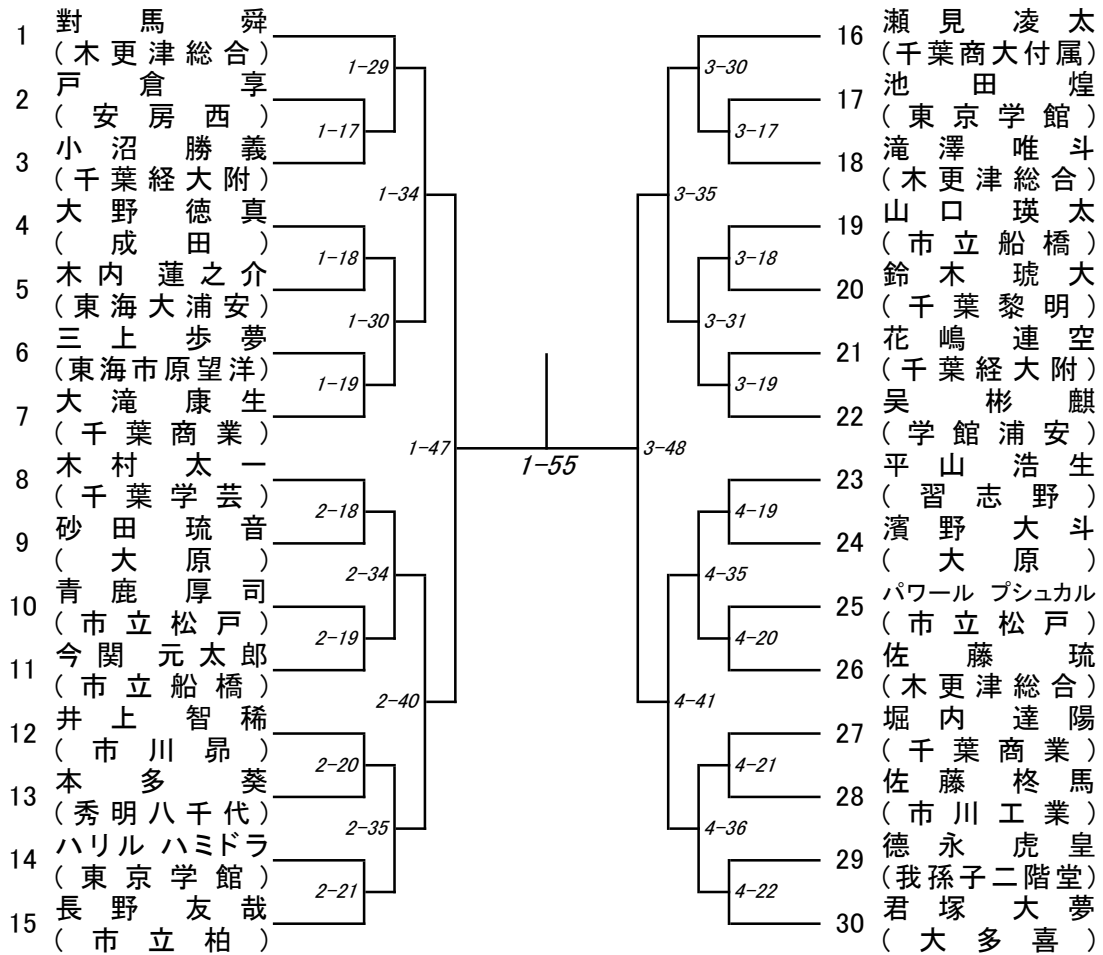 1 對馬 舜
(木更津総合)
2 戸倉 享
(安房西)
3 小沼 勝義
(千葉経大附)
4 大野 徳真
(成田)
5 木内 蓮之介
(東海大浦安)
6 三上 歩夢
(東海市原望洋)
7 大滝 康生
(千葉商業)
8 木村 太一
(千葉学芸)
9 砂田 琉音
(大原)
10 青鹿 厚司
(市立松戸)
11 今関 元太郎
(市立船橋)
12 井上 智稀
(市川昴)
13 本多 葵
(秀明八千代)
14 ハリル ハミドラ
(東京学館)
15 長野 友哉
(市立柏)
1-29
1-17
1-34
1-18
1-30
1-19
1-47
2-18
2-34
2-19
2-40
2-20
2-35
2-21
1-55
3-30
3-17
3-35
3-18
3-31
3-19
3-48
4-19
4-35
4-20
4-41
4-21
4-36
4-22
16 瀬見 凌太
(千葉商大付属)
17 池田 煌
(東京学館)
18 滝澤 唯斗
(木更津総合)
19 山口 瑛太
(市立船橋)
20 鈴木 琥大
(千葉黎明)
21 花嶋 連空
(千葉経大附)
22 吴 彬麒
(学館浦安)
23 平山 浩生
(習志野)
24 濱野 大斗
(大原)
25 パワール プシュカル
(市立松戸)
26 佐藤 琉
(木更津総合)
27 堀内 達陽
(千葉商業)
28 佐藤 柊馬
(市川工業)
29 德永 虎皇
(我孫子二階堂)
30 君塚 大夢
(大多喜)